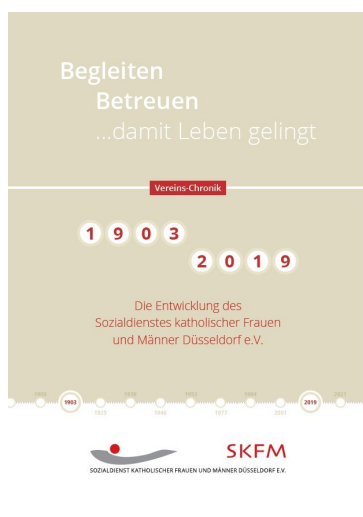 Begleiten
Betreuen
...damit Leben gelingt
Vereins-Chronik
1903
2019
Die Entwicklung des
Sozialdienstes katholischer Frauen
und Männer Düsseldorf e.V.
1903 2019
SKFM
SOZIALDIENST KATHOLISCHER FRAUEN UND MÄNNER DÜSSELDORF E.V.